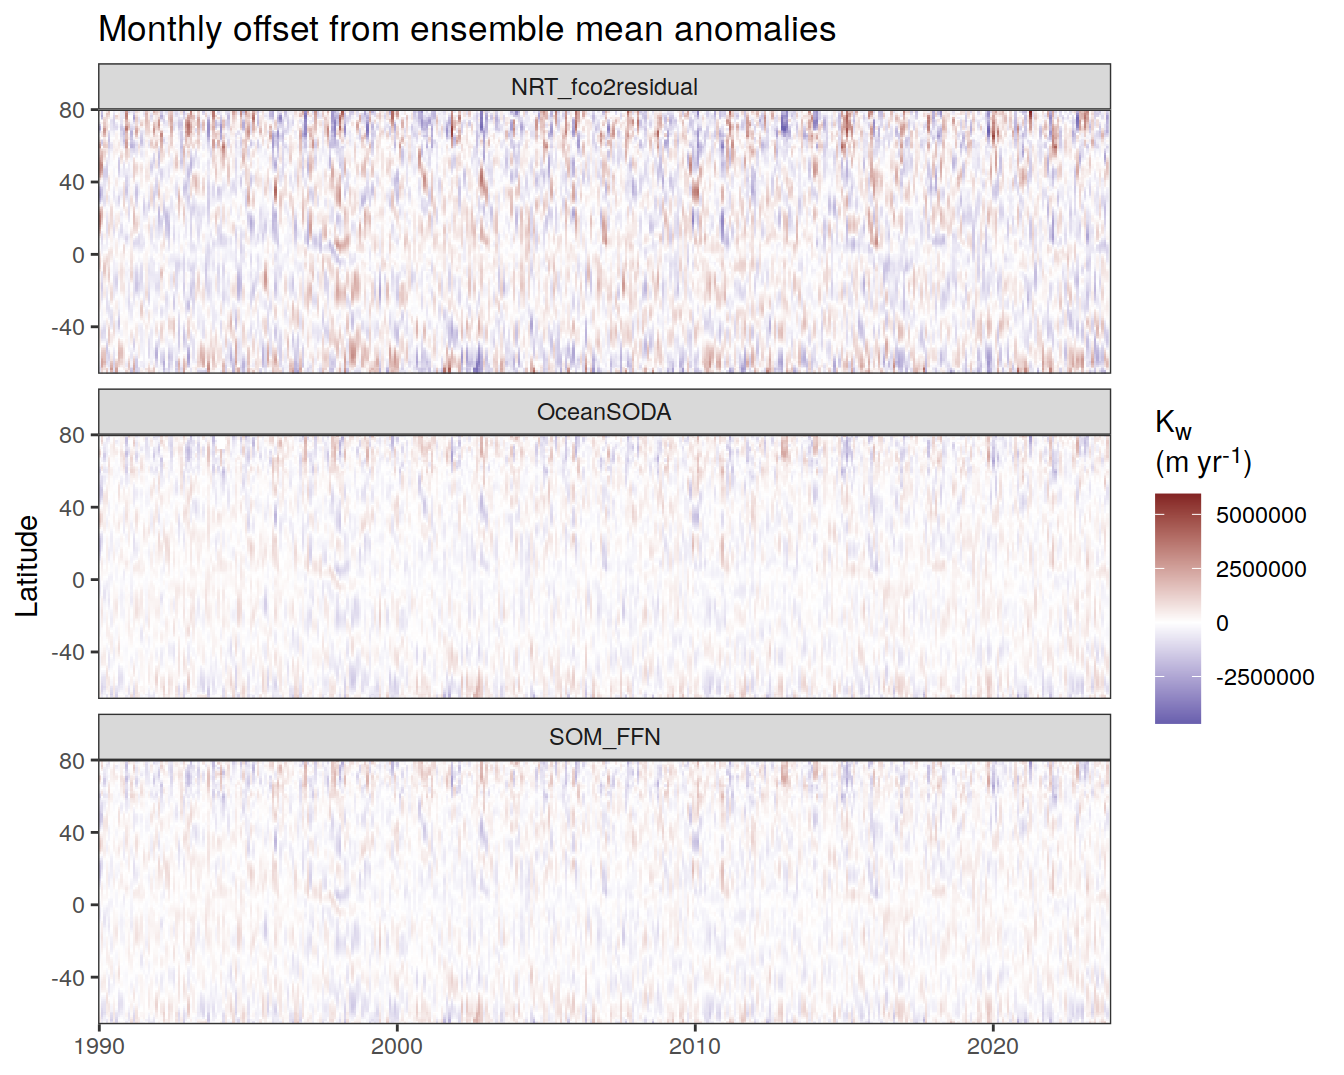 Monthly offset from ensemble mean anomalies
NRT_fco2residual
80
40
0
-40
OceanSODA
80
40
0
-40
SOM_FFN
80
40
0
-40
1990 2000 2010 2020
Latitude
Kw
(m yr-1)
5000000
2500000
0
-2500000